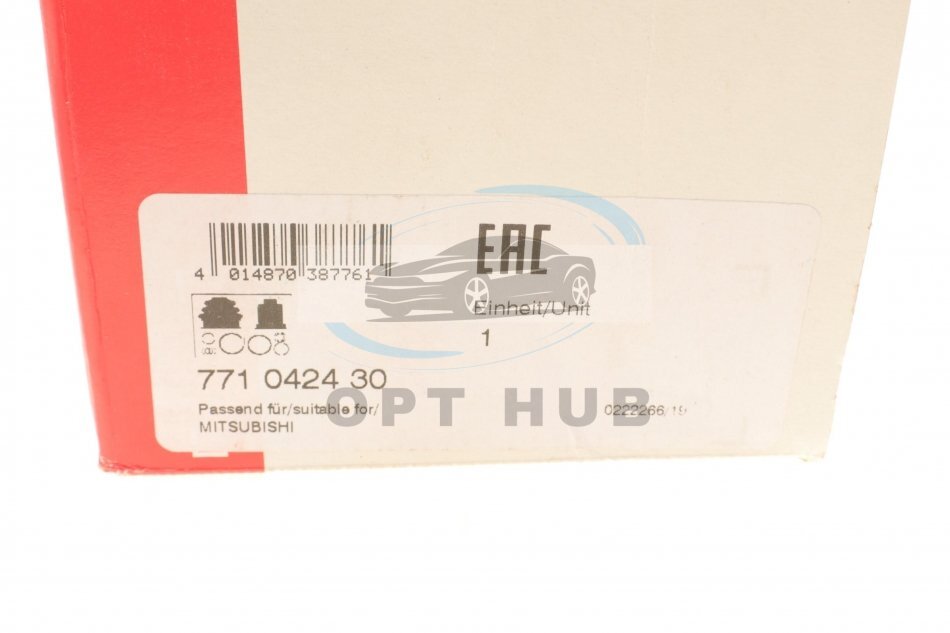 4 014870 387761
EAC
Einheit/Unit
1
771 0424 30
OPT HUB
Passend für/suitable for/
MITSUBISHI
0222266/19